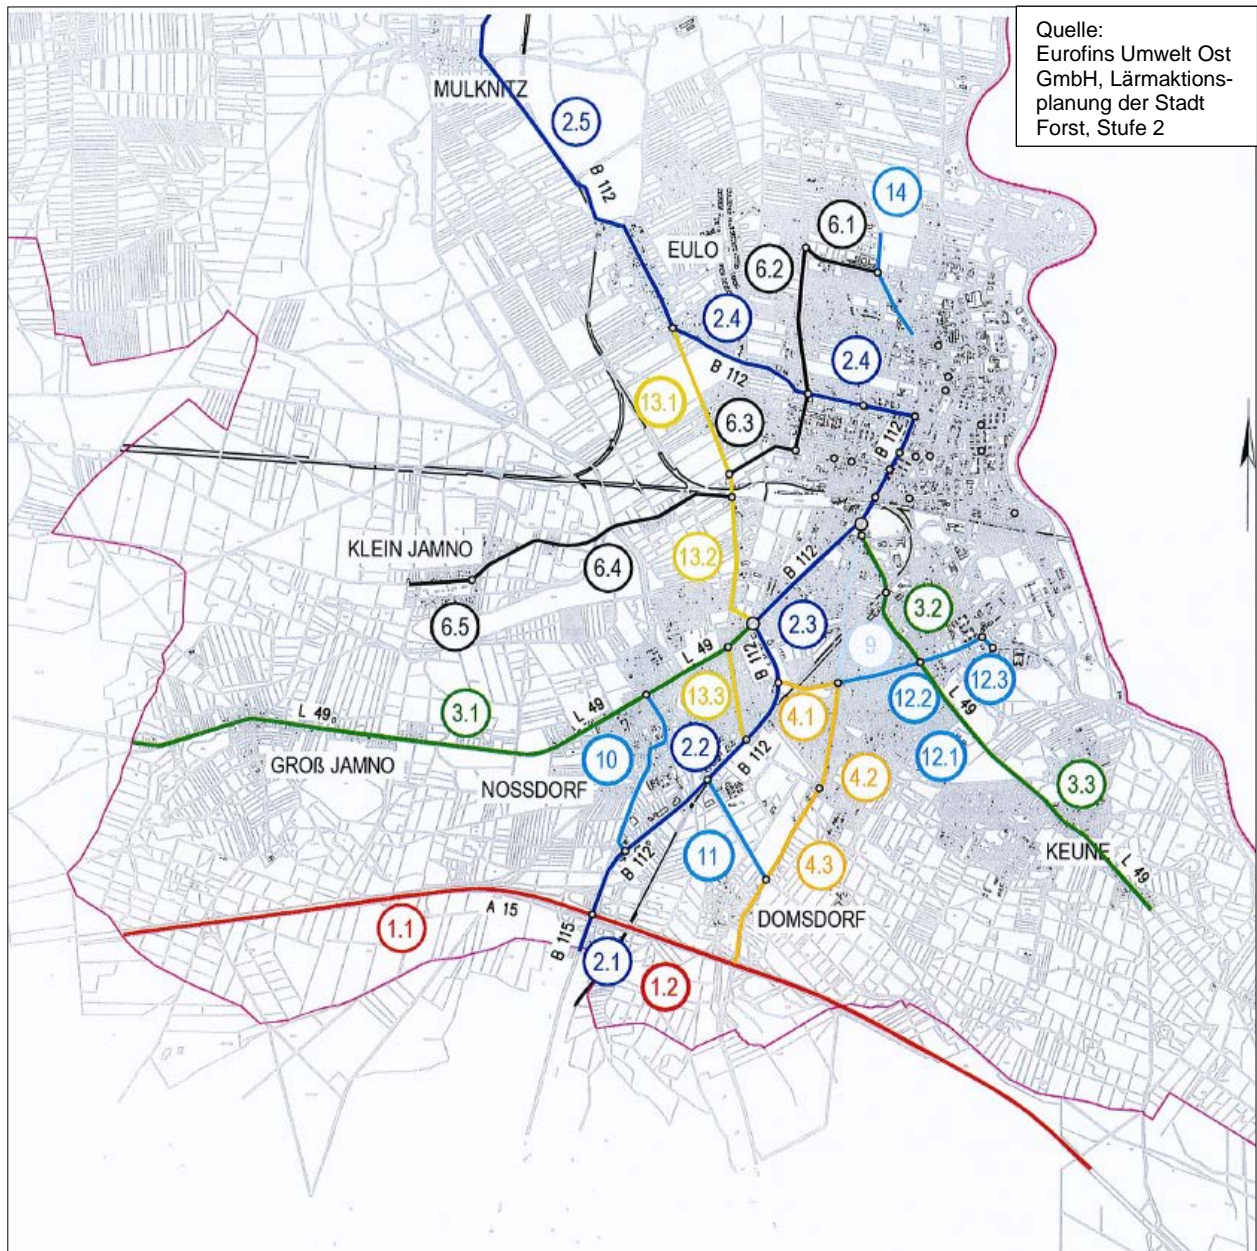 Quelle:
Eurofins Umwelt Ost
GmbH, Lärmaktions-
planung der Stadt
Forst, Stufe 2
MULKNITZ
2.5
B 112
14
6.1
EULO
6.2
2.4
B 112
2.4
13.1
6.3
B 112
KLEIN JAMNO
6.4
13.2
B 112
6.5
2.3
3.2
9
L 49
B 112
12.3
13.3
12.2
4.1
3.1
L 49
L 49
L 49
2.2
10
B 112
12.1
GROß JAMNO
NOSSDORF
4.2
3.3
B 112
11
4.3
KEUNE
L 49
A 15
1.1
DOMSDORF
B 115
2.1
1.2